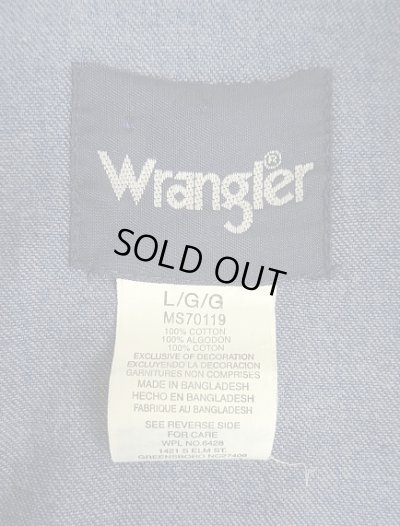 Wrangler®
SOLD OUT
L/G/G
MS70119
100% COTTON
100% ALGODON
100% COTON
EXCLUSIVE OF DECORATION
EXCLUYENDO LA DECORACION
GARNITURES NON COMPRISES
MADE IN BANGLADESH
HECHO EN BANGLADESH
FABRIQUE AU BANGLADESH
SEE REVERSE SIDE
FOR CARE
WPL NO.6428
1421 S ELM ST.
GREENSBORO NC27406